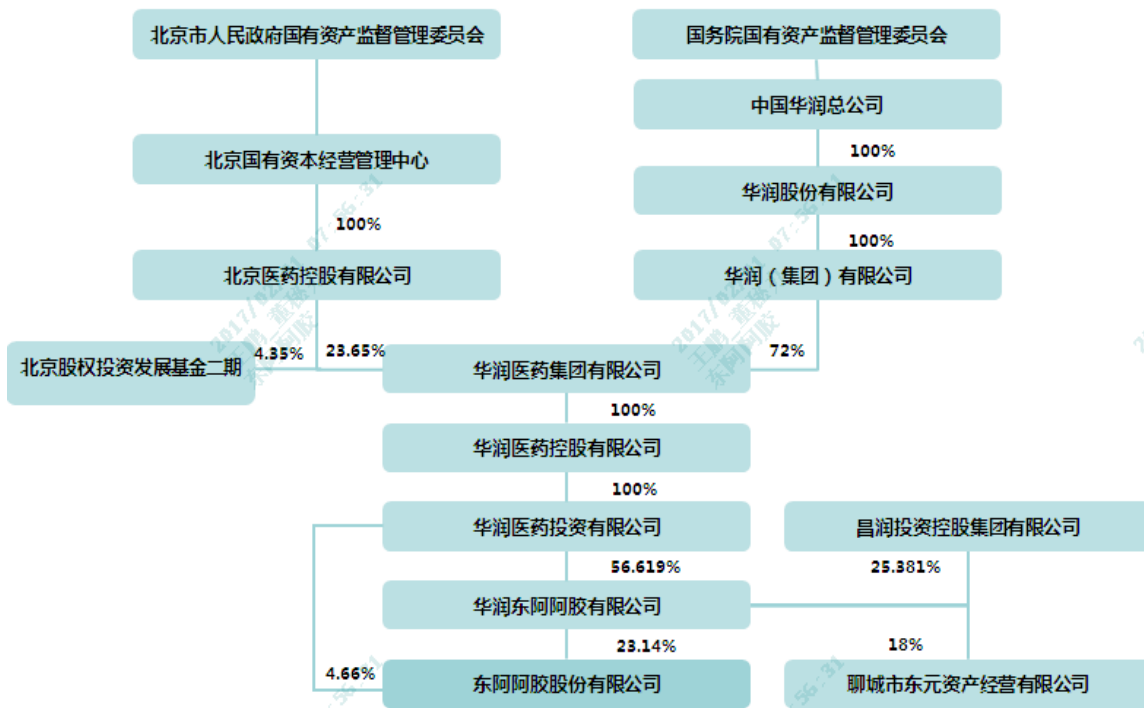 北京市人民政府国有资产监督管理委员会
国务院国有资产监督管理委员会
中国华润总公司
100%
北京国有资本经营管理中心
华润股份有限公司
100%
100%
北京医药控股有限公司
华润（集团）有限公司
北京股权投资发展基金二期
4.35%
23.65%
72%
华润医药集团有限公司
100%
华润医药控股有限公司
100%
华润医药投资有限公司
昌润投资控股集团有限公司
56.619%
25.381%
华润东阿阿胶有限公司
23.14%
18%
4.66%
东阿阿胶股份有限公司
聊城市东元资产经营有限公司